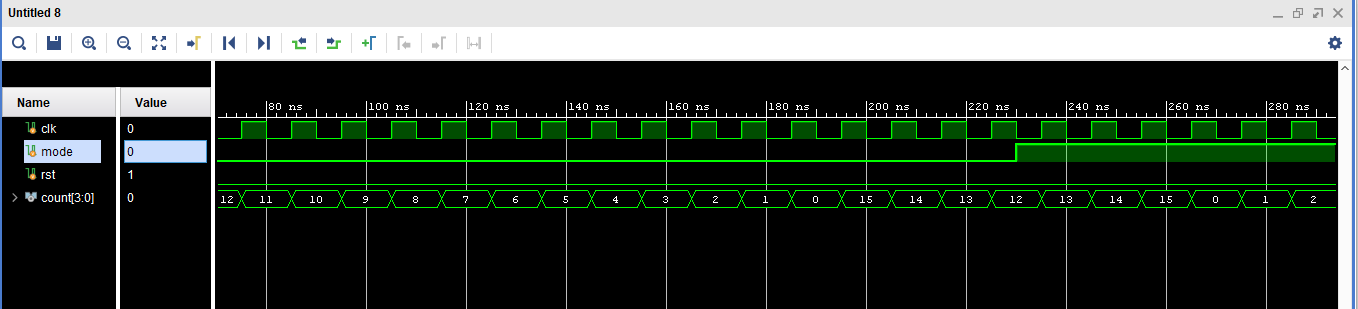 Untitled 8
Name Value
80 ns 100 ns 120 ns 140 ns 160 ns 180 ns 200 ns 220 ns 240 ns 260 ns 280 ns
clk 0
mode 0
rst 1
count[3:0] 0 12 11 10 9 8 7 6 5 4 3 2 1 0 15 14 13 12 13 14 15 0 1 2